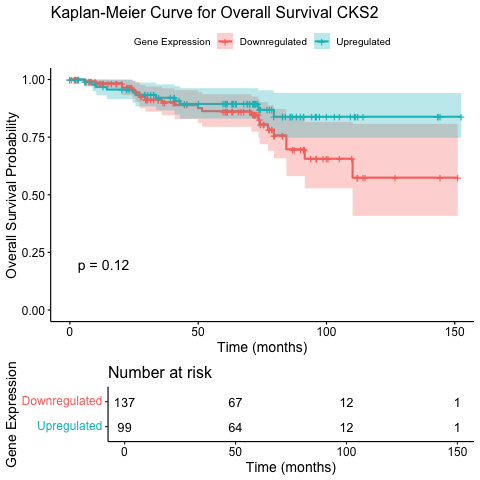 Kaplan-Meier Curve for Overall Survival CKS2
Gene Expression Downregulated Upregulated
Overall Survival Probability
1.00
0.75
0.50
0.25
0.00
p = 0.12
0 50 100 150
Time (months)
Number at risk
Gene Expression
Downregulated 137 67 12 1
Upregulated 99 64 12 1
0 50 100 150
Time (months)